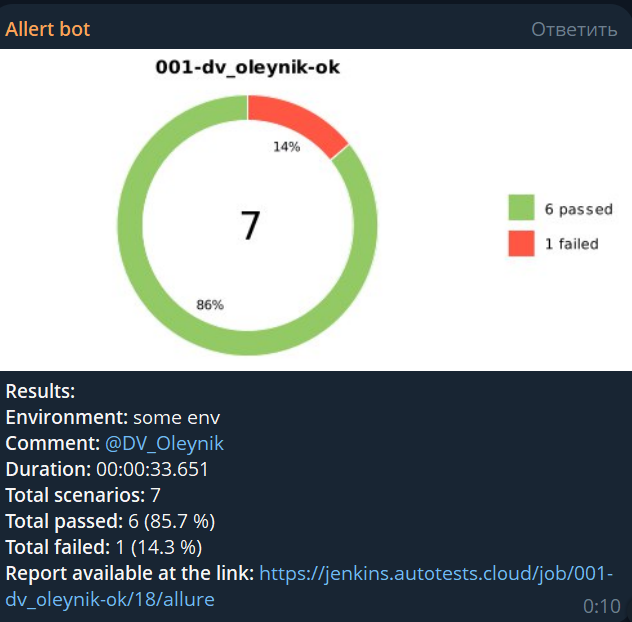 Allert bot
Ответить
001-dv_oleynik-ok
14%
7
86%
6 passed
1 failed
Results:
Environment: some env
Comment: @DV_Oleynik
Duration: 00:00:33.651
Total scenarios: 7
Total passed: 6 (85.7 %)
Total failed: 1 (14.3 %)
Report available at the link: https://jenkins.autotests.cloud/job/001-
dv_oleynik-ok/18/allure
0:10